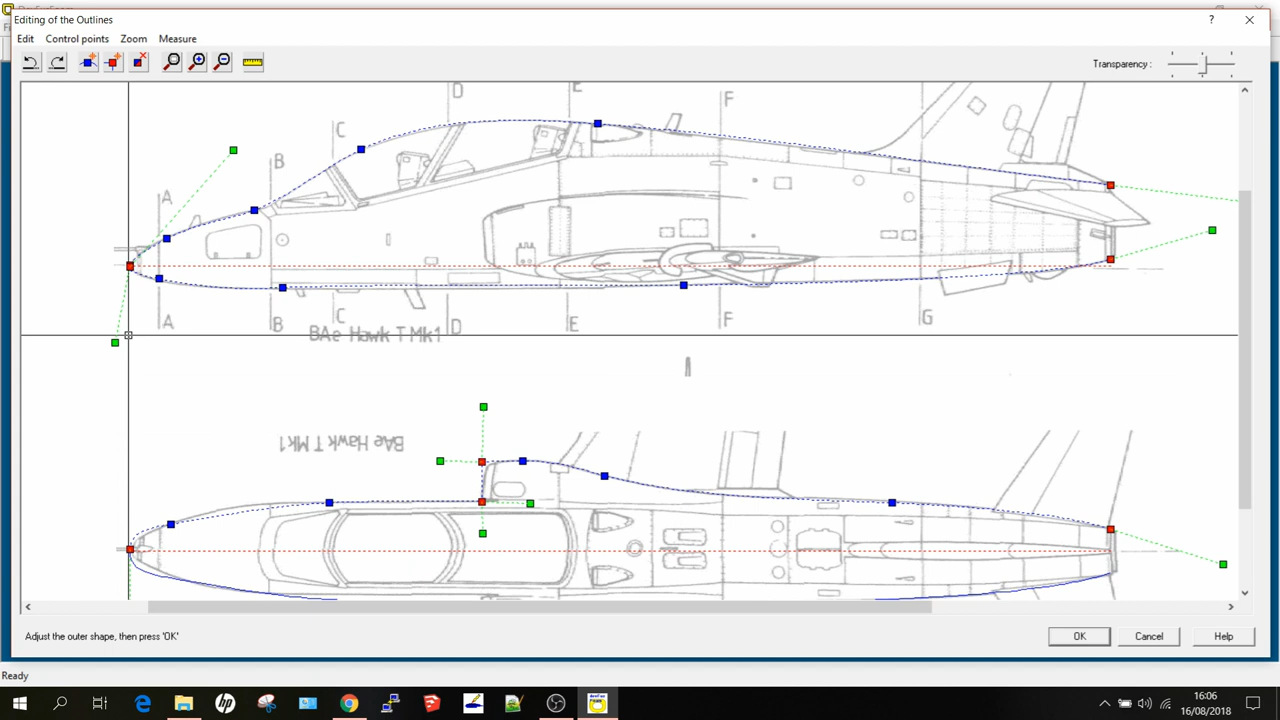 Editing of the Outlines
?
Edit Control points Zoom Measure
Transparency :
D E F
C
B
A
A B C D E F G
BAe Hawk T Mk1
BAe Hawk T Mk1
Adjust the outer shape, then press 'OK'
OK Cancel Help
Ready
16:06
16/08/2018